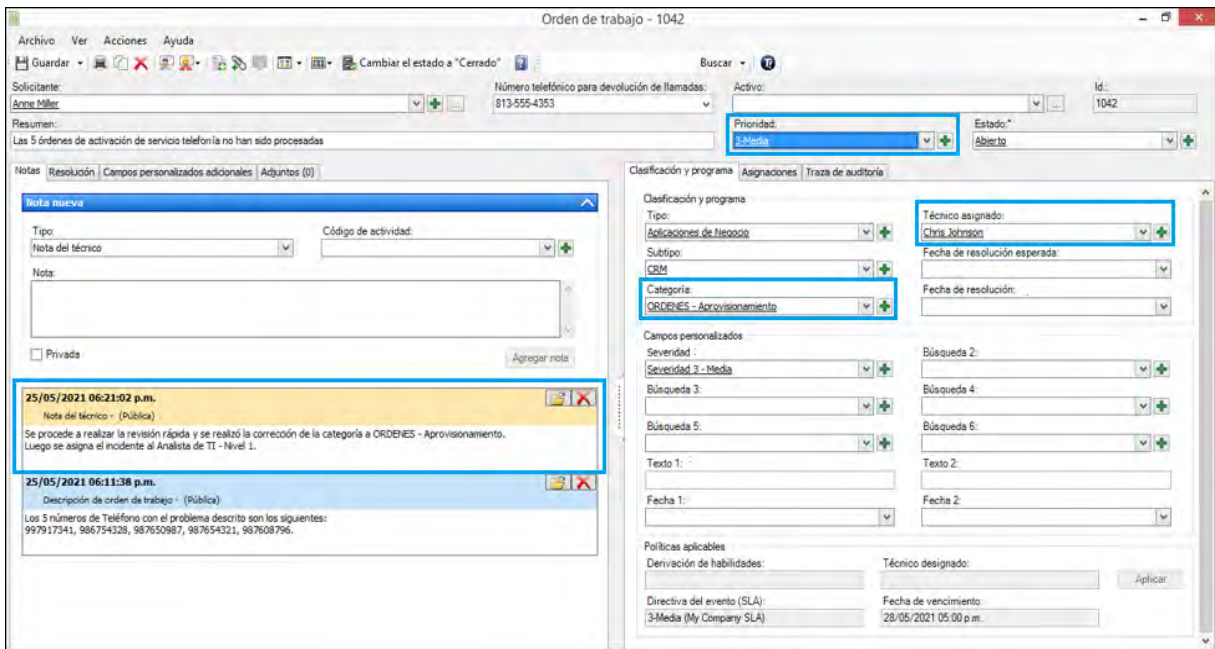 Orden de trabajo - 1042
Archivo Ver Acciones Ayuda
Guardar Cambiar el estado a "Cerrado" Buscar
Solicitante: Número telefónico para devolución de llamadas: Activo: Id.:
Anne Miller 813-555-4353 1042
Resumen: Prioridad: Estado:*
Las 5 órdenes de activación de servicio telefonía no han sido procesadas 3-Media Abierto
Notas Resolución Campos personalizados adicionales Adjuntos (0)
Nota nueva
Tipo: Código de actividad:
Nota del técnico
Nota:
Privada Agregar nota
25/05/2021 06:21:02 p.m.
Nota del técnico - (Pública)
Se procede a realizar la revisión rápida y se realizó la corrección de la categoría a ORDENES - Aprovisionamiento.
Luego se asigna el incidente al Analista de TI - Nivel 1.
25/05/2021 06:11:38 p.m.
Descripción de orden de trabajo - (Pública)
Los 5 números de Teléfono con el problema descrito son los siguientes:
997917341, 986754328, 987650987, 987654321, 987608796.
Clasificación y programa Asignaciones Traza de auditoría
Clasificación y programa
Tipo: Técnico asignado:
Aplicaciones de Negocio Chris Johnson
Subtipo: Fecha de resolución esperada:
CRM
Categoría: Fecha de resolución:
ORDENES - Aprovisionamiento
Campos personalizados
Severidad : Búsqueda 2:
Severidad 3 - Media
Búsqueda 3: Búsqueda 4:
Búsqueda 5: Búsqueda 6:
Texto 1: Texto 2:
Fecha 1: Fecha 2:
Políticas aplicables
Derivación de habilidades: Técnico designado:
Aplicar
Directiva del evento (SLA): Fecha de vencimiento:
3-Media (My Company SLA) 28/05/2021 05:00 p.m.